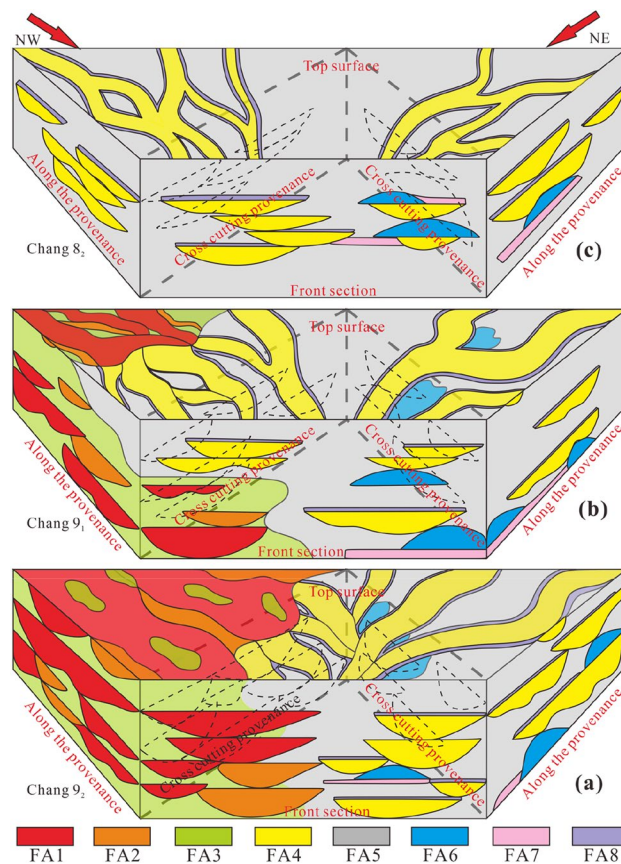 NW
NE
Top surface
Along the provenance
Cross cutting provenance
Cross cutting provenance
Along the provenance
Chang 8₂
(c)
Front section
Top surface
Along the provenance
Cross cutting provenance
Cross cutting provenance
Along the provenance
Chang 9₁
(b)
Front section
Top surface
Along the provenance
Cross cutting provenance
Cross cutting provenance
Along the provenance
Chang 9₂
(a)
Front section
FA1 FA2 FA3 FA4 FA5 FA6 FA7 FA8